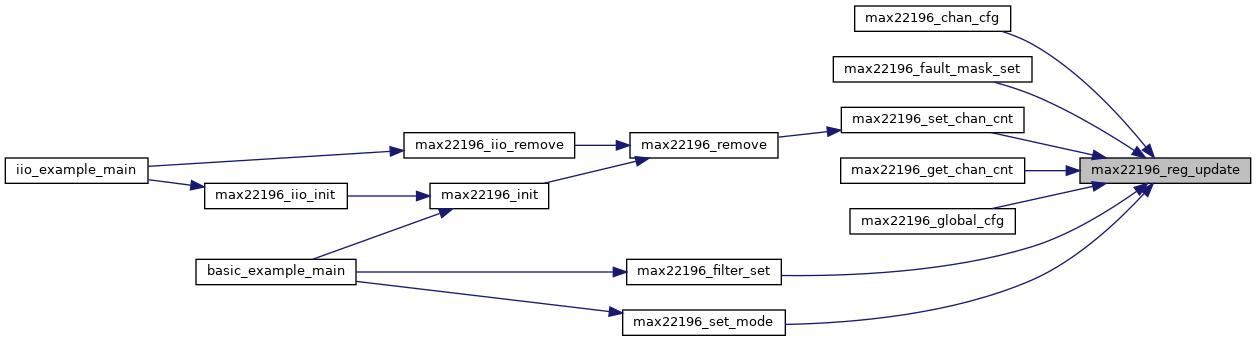 max22196_chan_cfg
max22196_fault_mask_set
max22196_set_chan_cnt
max22196_iio_remove
max22196_remove
iio_example_main
max22196_get_chan_cnt
max22196_reg_update
max22196_iio_init
max22196_init
max22196_global_cfg
basic_example_main
max22196_filter_set
max22196_set_mode